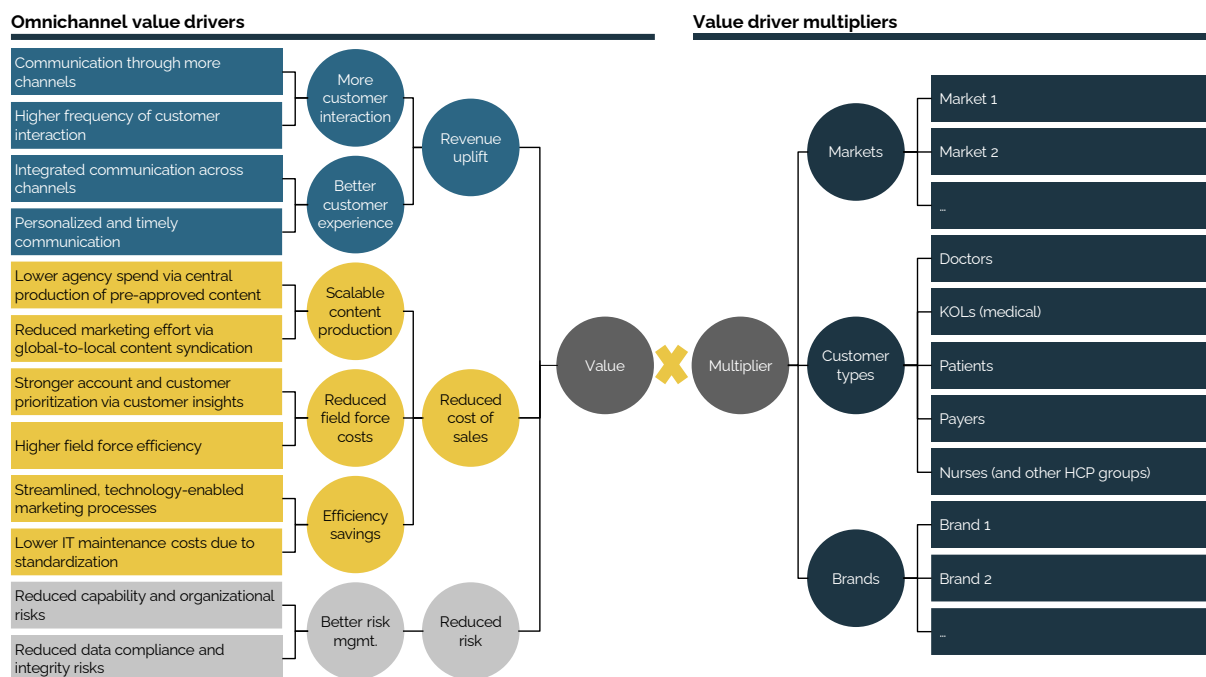 Omnichannel value drivers
Value driver multipliers
Communication through more
channels
Higher frequency of customer
interaction
Integrated communication across
channels
Personalized and timely
communication
Lower agency spend via central
production of pre-approved content
Reduced marketing effort via
global-to-local content syndication
Stronger account and customer
prioritization via customer insights
Higher field force efficiency
Streamlined, technology-enabled
marketing processes
Lower IT maintenance costs due to
standardization
Reduced capability and organizational
risks
Reduced data compliance and
integrity risks
More
customer
interaction
Better
customer
experience
Scalable
content
production
Reduced
field force
costs
Efficiency
savings
Better risk
mgmt.
Revenue
uplift
Reduced
cost of
sales
Reduced
risk
Value
Multiplier
Markets
Customer
types
Brands
Market 1
Market 2
…
Doctors
KOLs (medical)
Patients
Payers
Nurses (and other HCP groups)
Brand 1
Brand 2
…